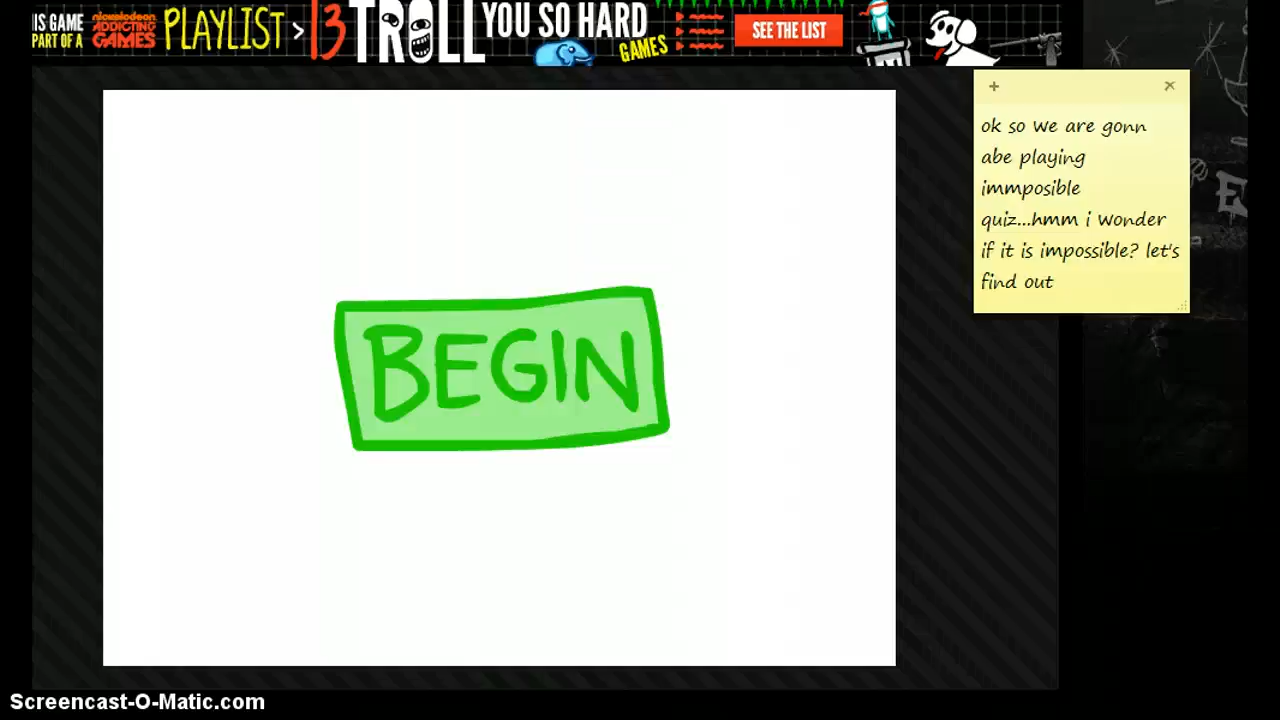 IS GAME
PART OF A
nickelodeon
ADDICTING
GAMES
PLAYLIST > 13 TROLL YOU SO HARD
GAMES
SEE THE LIST
ok so we are gonn
abe playing
immposible
quiz...hmm i wonder
if it is impossible? let's
find out
BEGIN
Screencast-O-Matic.com